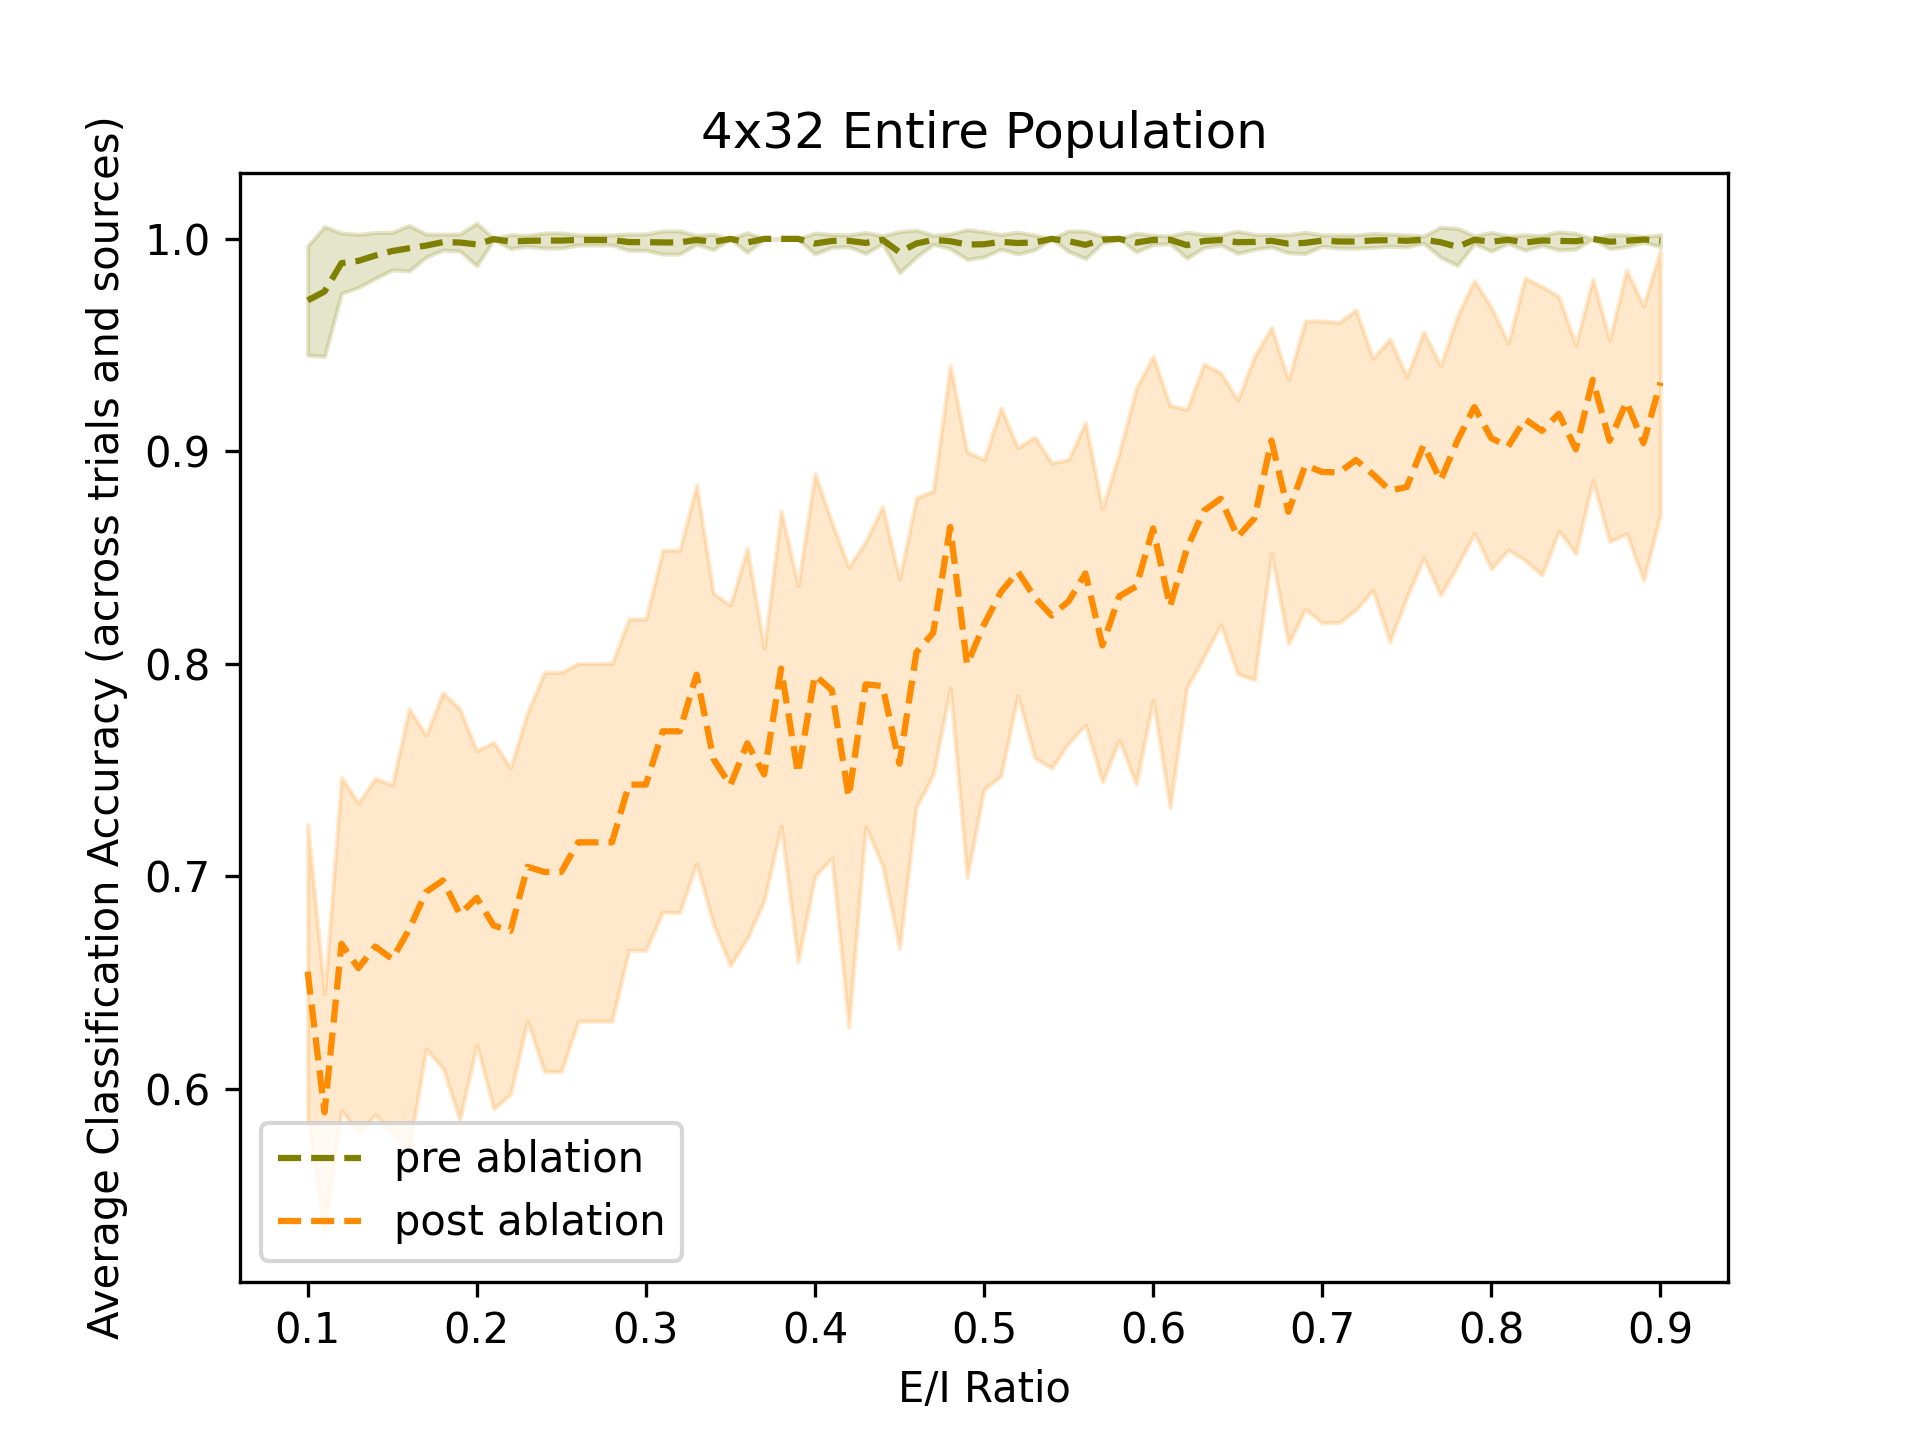 4x32 Entire Population
Average Classification Accuracy (across trials and sources)
1.0
0.9
0.8
0.7
0.6
pre ablation
post ablation
0.1 0.2 0.3 0.4 0.5 0.6 0.7 0.8 0.9
E/I Ratio